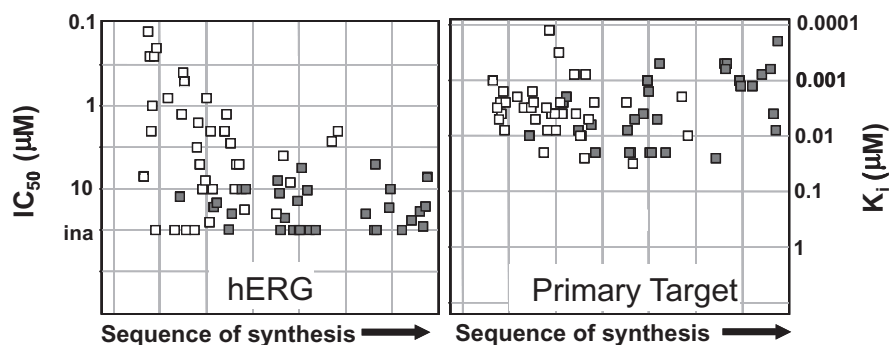 0.1
1
10
ina
IC50 (μM)
hERG
Sequence of synthesis
0.0001
0.001
0.01
0.1
1
Ki (μM)
Primary Target
Sequence of synthesis